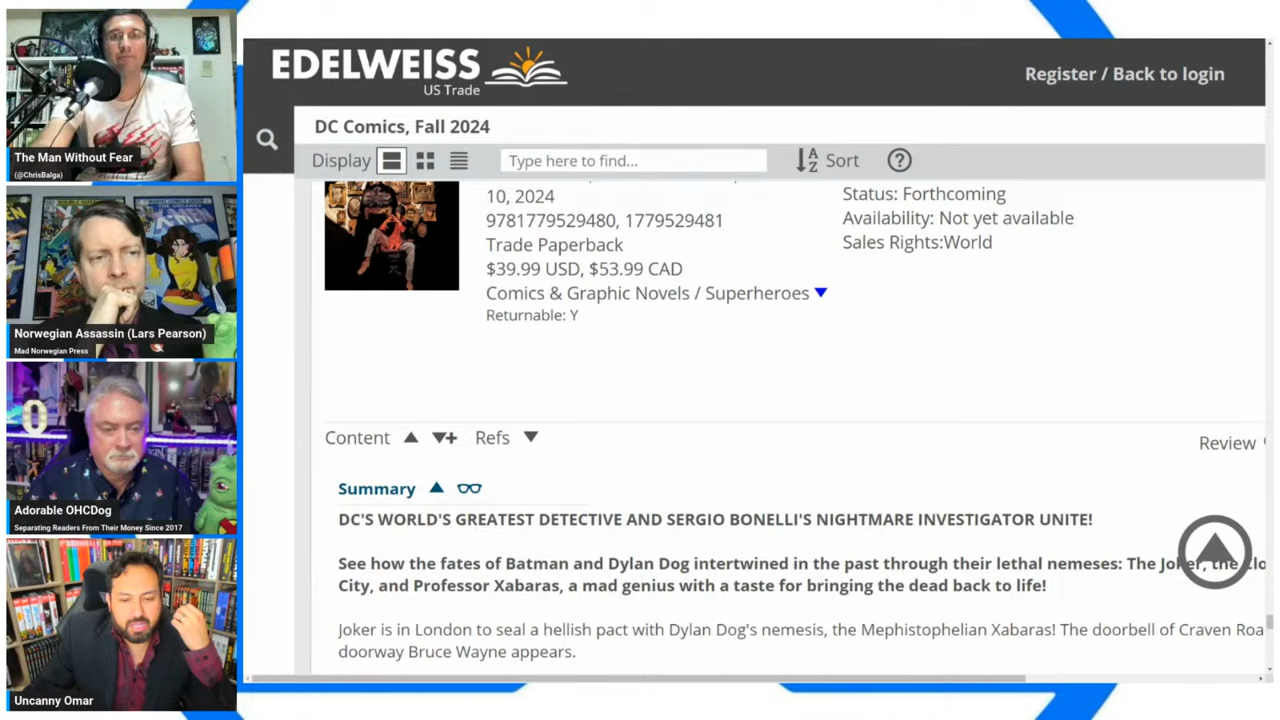 The Man Without Fear
(@ChrisBalga)
Norwegian Assassin (Lars Pearson)
Mad Norwegian Press
Adorable OHCDog
Separating Readers From Their Money Since 2017
Uncanny Omar
EDELWEISS
US Trade
Register / Back to login
DC Comics, Fall 2024
Display
Type here to find...
Sort
?
10, 2024
9781779529480, 1779529481
Trade Paperback
$39.99 USD, $53.99 CAD
Comics & Graphic Novels / Superheroes
Returnable: Y
Status: Forthcoming
Availability: Not yet available
Sales Rights:World
Content
Refs
Review
Summary
DC'S WORLD'S GREATEST DETECTIVE AND SERGIO BONELLI'S NIGHTMARE INVESTIGATOR UNITE!
See how the fates of Batman and Dylan Dog intertwined in the past through their lethal nemeses: The Joker, the Clo
City, and Professor Xabaras, a mad genius with a taste for bringing the dead back to life!
Joker is in London to seal a hellish pact with Dylan Dog's nemesis, the Mephistophelian Xabaras! The doorbell of Craven Roa
doorway Bruce Wayne appears.